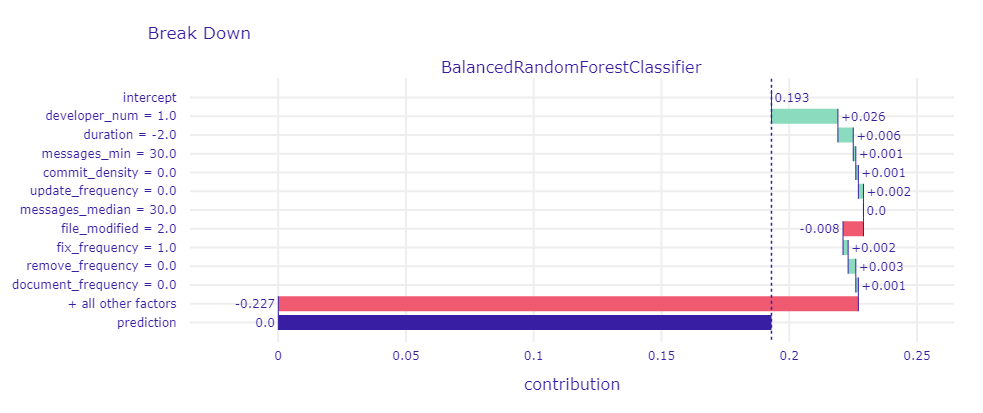 Break Down
BalancedRandomForestClassifier
intercept 0.193
developer_num = 1.0 +0.026
duration = -2.0 +0.006
messages_min = 30.0 +0.001
commit_density = 0.0 +0.001
update_frequency = 0.0 +0.002
messages_median = 30.0 0.0
file_modified = 2.0 -0.008
fix_frequency = 1.0 +0.002
remove_frequency = 0.0 +0.003
document_frequency = 0.0 +0.001
+ all other factors -0.227
prediction 0.0
0 0.05 0.1 0.15 0.2 0.25
contribution